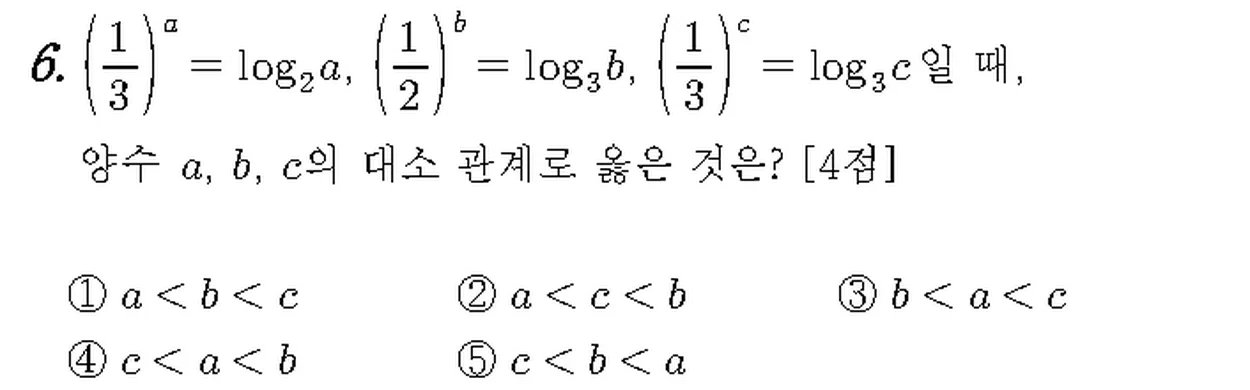 6. (1/3)^a = log₂a, (1/2)^b = log₃b, (1/3)^c = log₃c 일 때,
양수 a, b, c의 대소 관계로 옳은 것은? [4점]
① a < b < c ② a < c < b ③ b < a < c
④ c < a < b ⑤ c < b < a